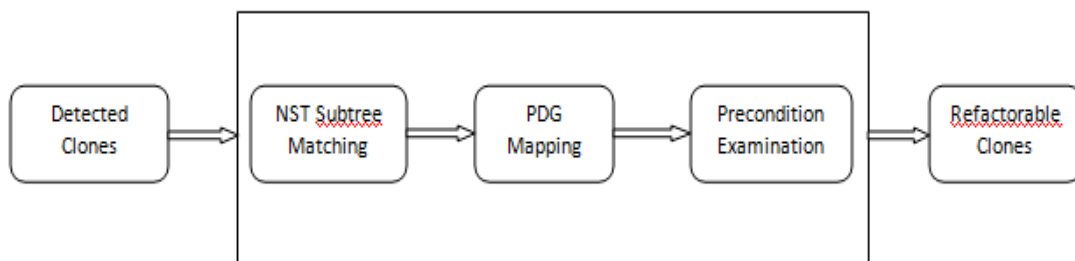 Detected
Clones
NST Subtree
Matching
PDG
Mapping
Precondition
Examination
Refactorable
Clones